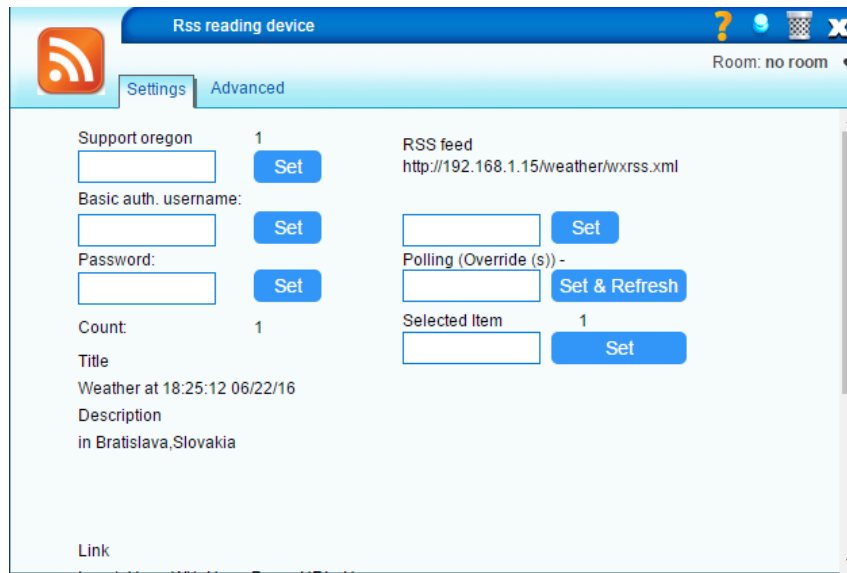 Rss reading device
Room: no room
Settings
Advanced
Support oregon 1
Set
Basic auth. username:
Set
Password:
Set
Count: 1
Title
Weather at 18:25:12 06/22/16
Description
in Bratislava,Slovakia
Link
RSS feed
http://192.168.1.15/weather/wxrss.xml
Set
Polling (Override (s)) -
Set & Refresh
Selected Item 1
Set